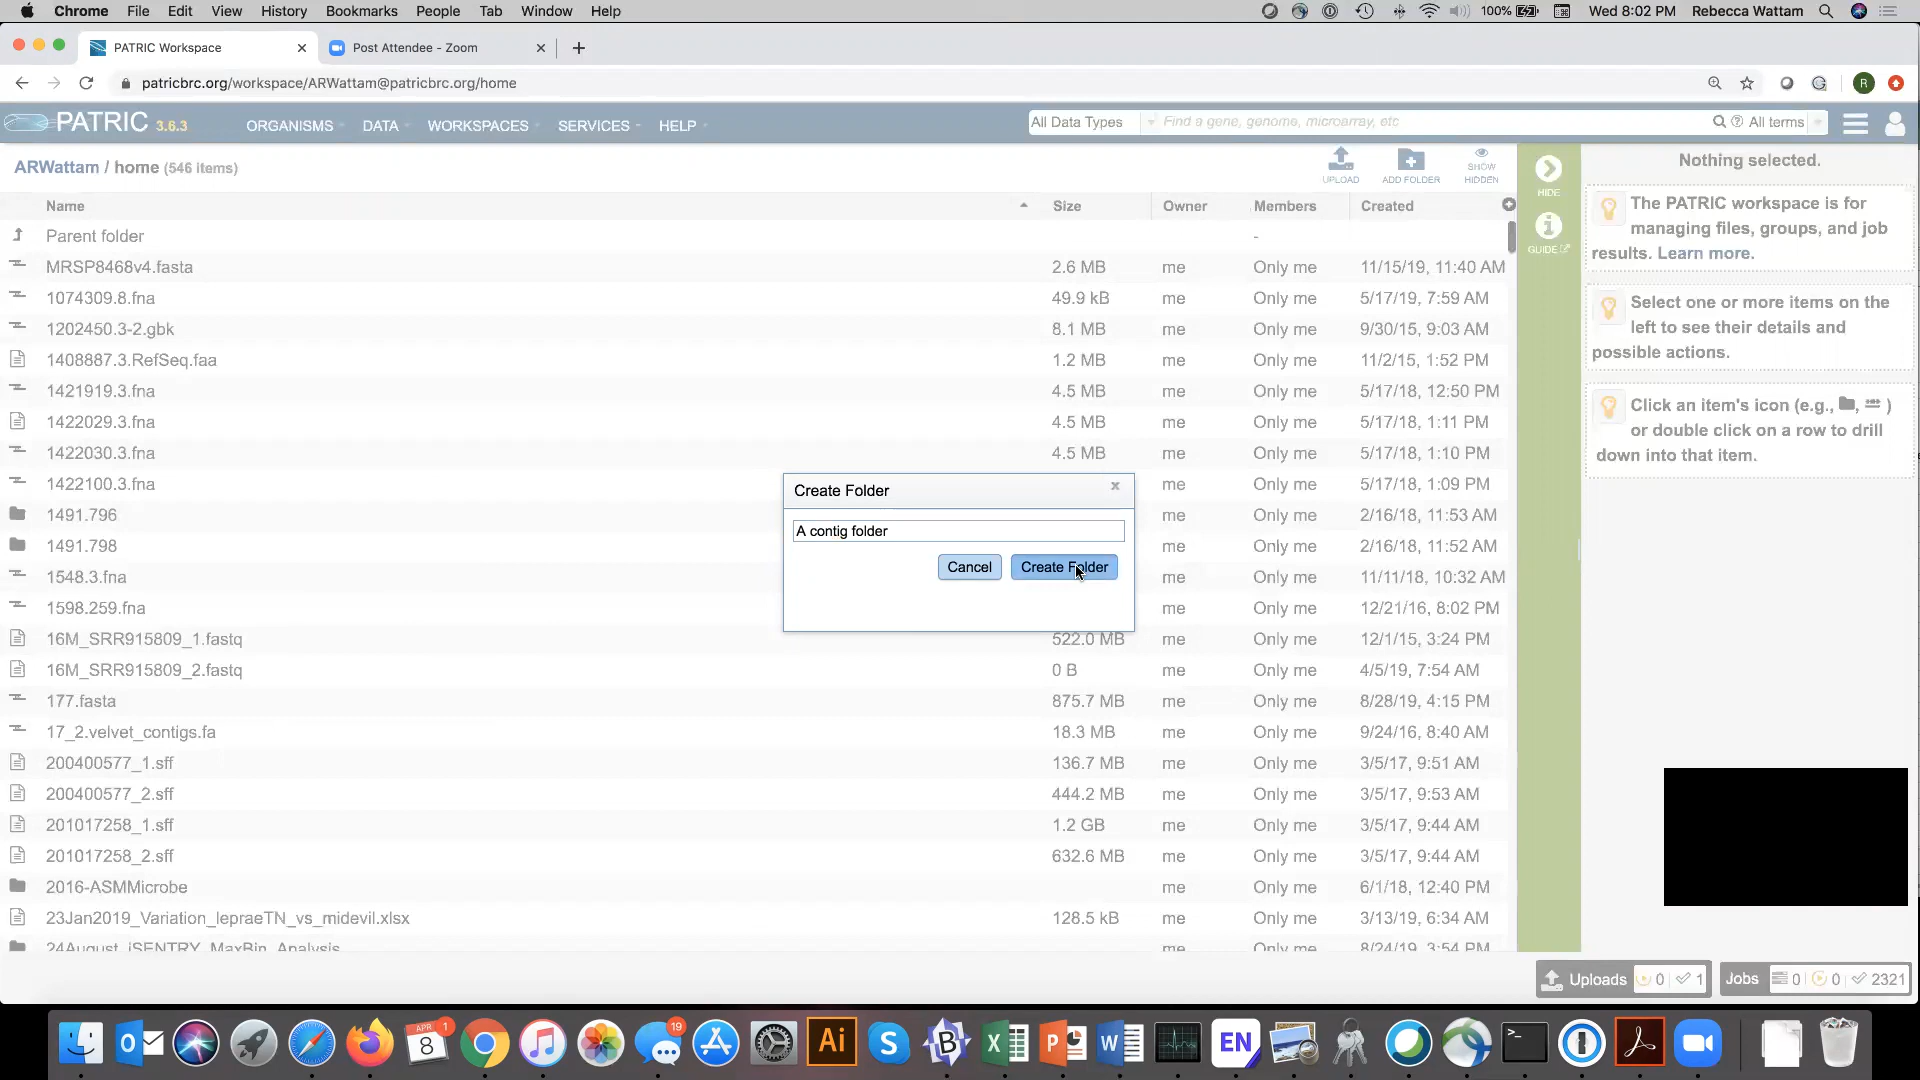 Chrome File Edit View History Bookmarks People Tab Window Help 100% Wed 8:02 PM Rebecca Wattam
PATRIC Workspace Post Attendee - Zoom
patricbrc.org/workspace/ARWattam@patricbrc.org/home R
PATRIC 3.6.3 ORGANISMS DATA WORKSPACES SERVICES HELP All Data Types Find a gene, genome, microarray, etc All terms
ARWattam / home (546 items) UPLOAD ADD FOLDER SHOW HIDDEN
Name Size Owner Members Created
Parent folder -
MRSP8468v4.fasta 2.6 MB me Only me 11/15/19, 11:40 AM
1074309.8.fna 49.9 kB me Only me 5/17/19, 7:59 AM
1202450.3-2.gbk 8.1 MB me Only me 9/30/15, 9:03 AM
1408887.3.RefSeq.faa 1.2 MB me Only me 11/2/15, 1:52 PM
1421919.3.fna 4.5 MB me Only me 5/17/18, 12:50 PM
1422029.3.fna 4.5 MB me Only me 5/17/18, 1:11 PM
1422030.3.fna 4.5 MB me Only me 5/17/18, 1:10 PM
1422100.3.fna me Only me 5/17/18, 1:09 PM
1491.796 me Only me 2/16/18, 11:53 AM
1491.798 me Only me 2/16/18, 11:52 AM
1548.3.fna me Only me 11/11/18, 10:32 AM
1598.259.fna me Only me 12/21/16, 8:02 PM
16M_SRR915809_1.fastq 522.0 MB me Only me 12/1/15, 3:24 PM
16M_SRR915809_2.fastq 0 B me Only me 4/5/19, 7:54 AM
177.fasta 875.7 MB me Only me 8/28/19, 4:15 PM
17_2.velvet_contigs.fa 18.3 MB me Only me 9/24/16, 8:40 AM
200400577_1.sff 136.7 MB me Only me 3/5/17, 9:51 AM
200400577_2.sff 444.2 MB me Only me 3/5/17, 9:53 AM
201017258_1.sff 1.2 GB me Only me 3/5/17, 9:44 AM
201017258_2.sff 632.6 MB me Only me 3/5/17, 9:44 AM
2016-ASMMicrobe me Only me 6/1/18, 12:40 PM
23Jan2019_Variation_lepraeTN_vs_midevil.xlsx 128.5 kB me Only me 3/13/19, 6:34 AM
24August_iSENTRY_MaxBin_Analysis me Only me 8/24/19, 3:54 PM
Create Folder
A contig folder
Cancel Create Folder
HIDE
GUIDE
Nothing selected.
The PATRIC workspace is for
managing files, groups, and job
results. Learn more.
Select one or more items on the
left to see their details and
possible actions.
Click an item's icon (e.g., , )
or double click on a row to drill
down into that item.
Uploads 0 1 Jobs 0 0 2321
APR 1 8 19 Ai EN